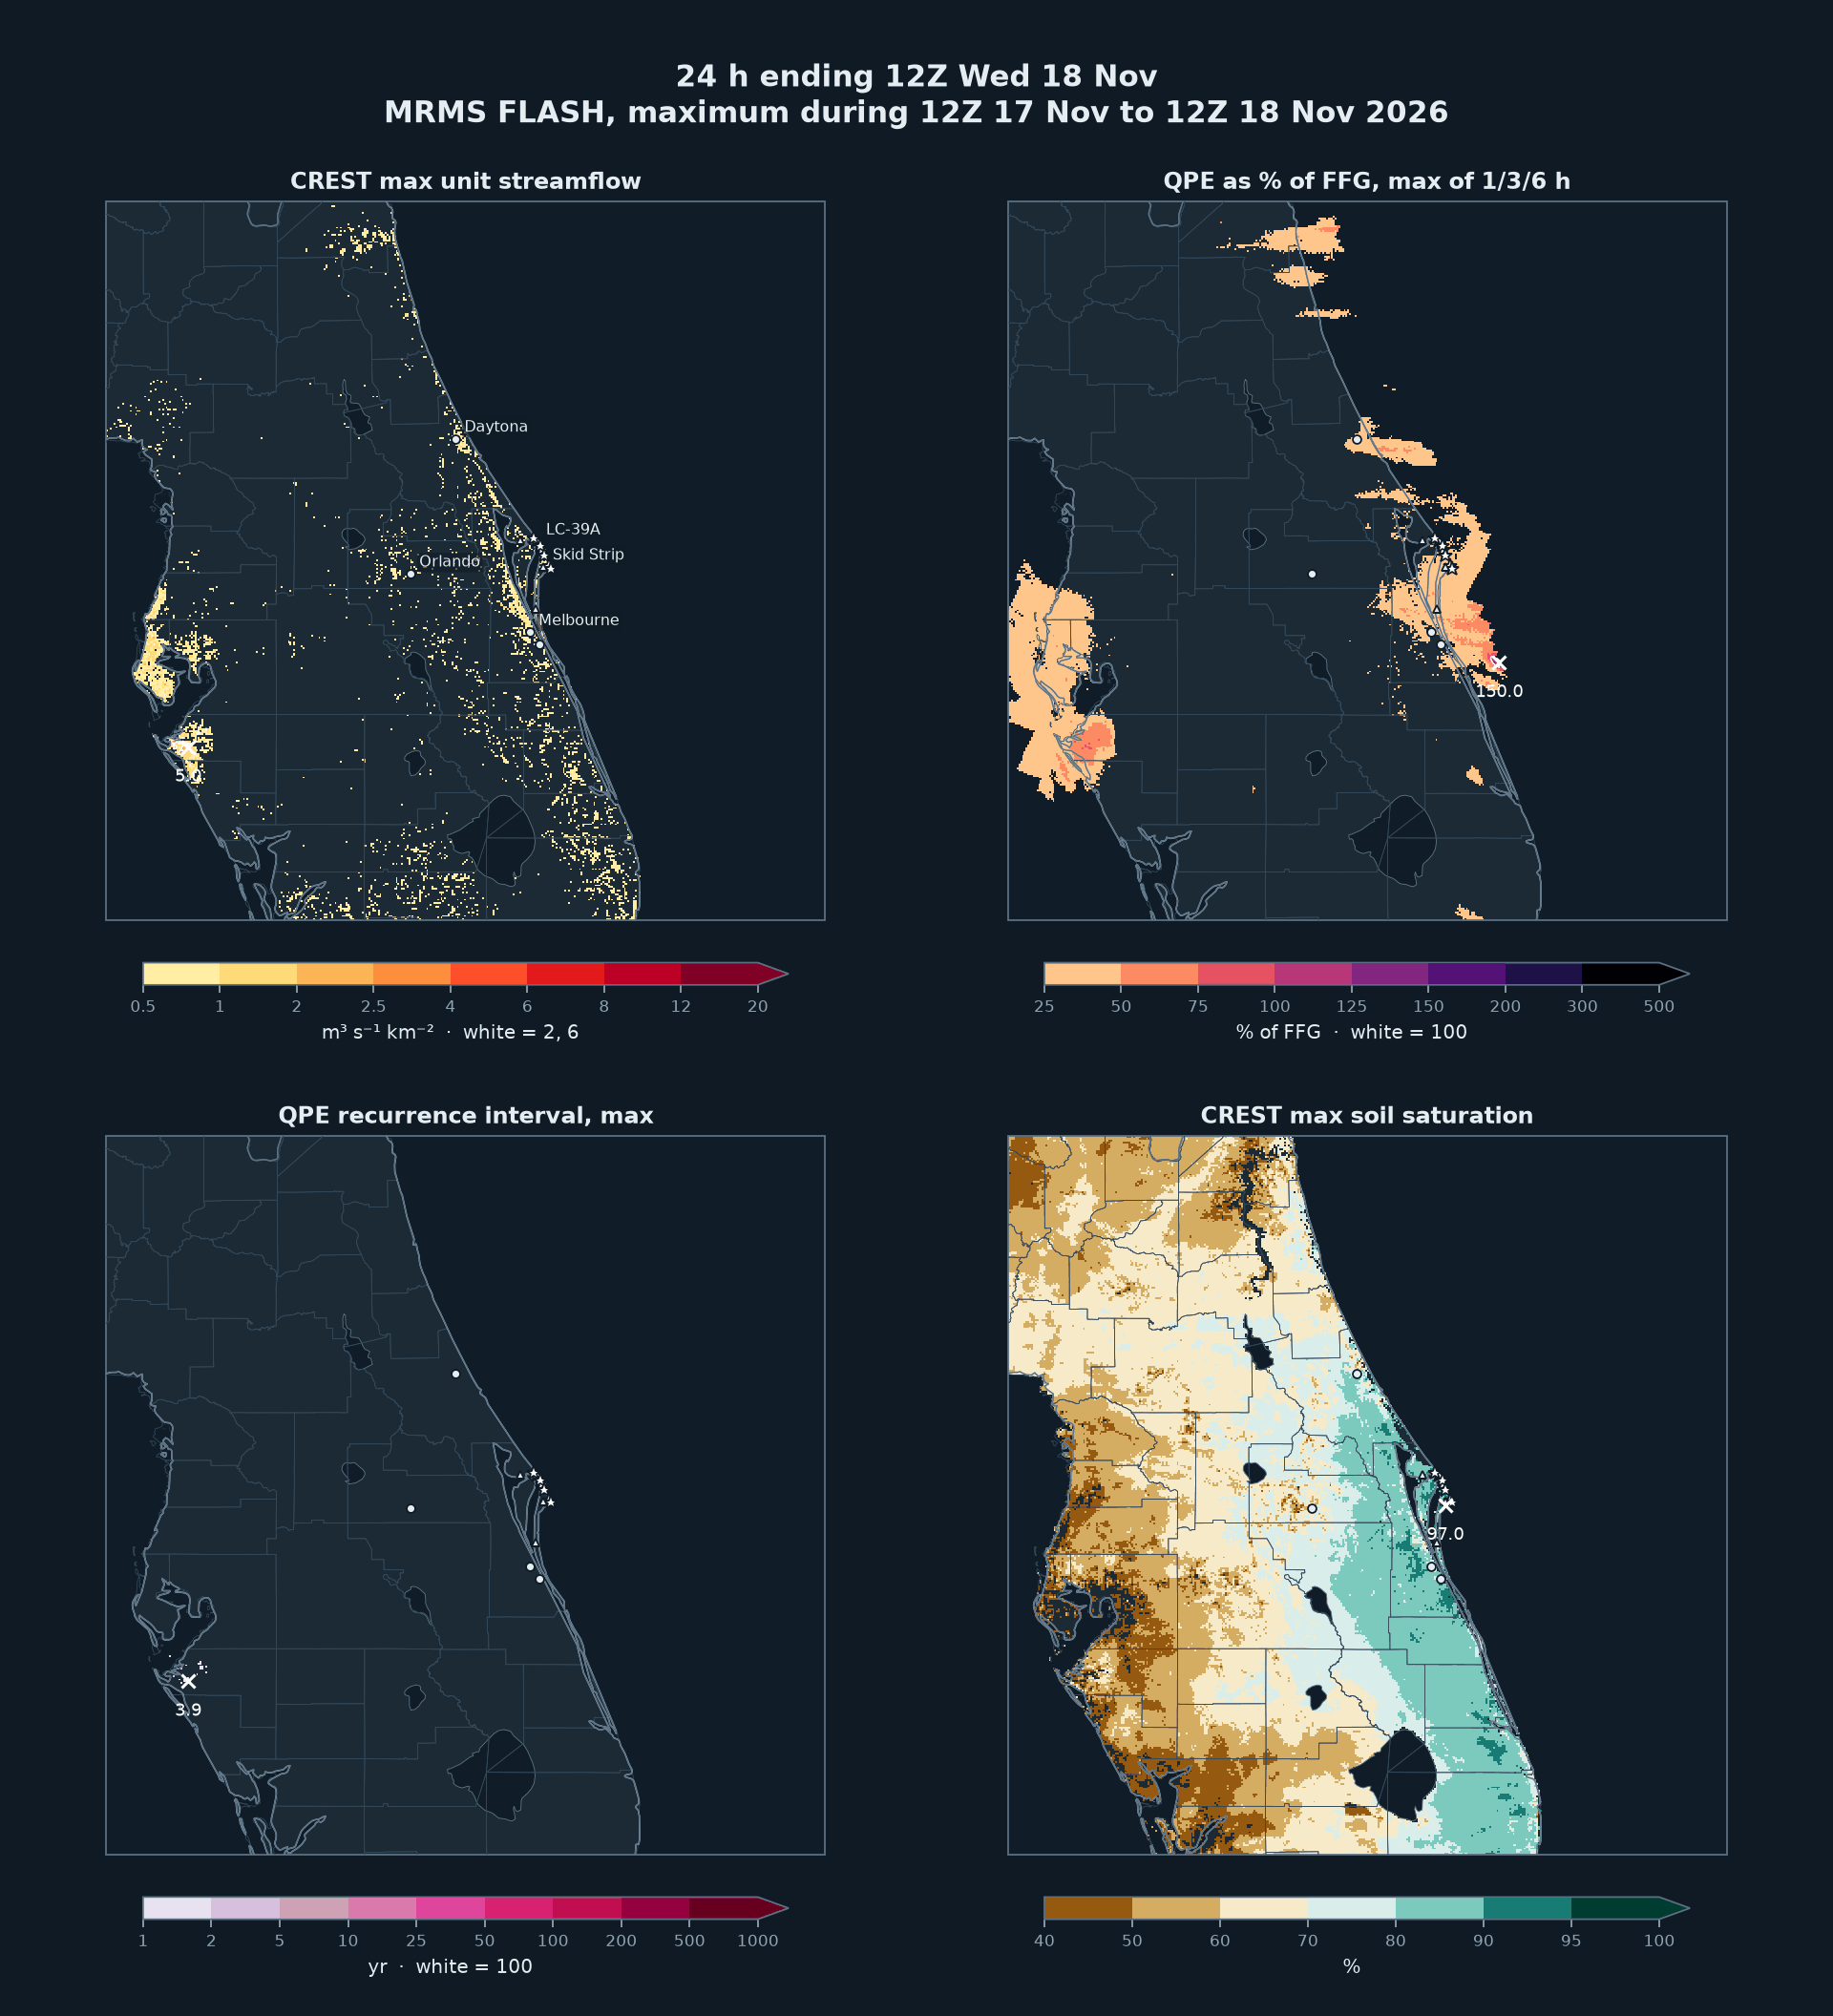 24 h ending 12Z Wed 18 Nov
MRMS FLASH, maximum during 12Z 17 Nov to 12Z 18 Nov 2026
CREST max unit streamflow
Daytona
LC-39A
Skid Strip
Orlando
Melbourne
5.0
0.5 1 2 2.5 4 6 8 12 20
m³ s⁻¹ km⁻² · white = 2, 6
QPE as % of FFG, max of 1/3/6 h
150.0
25 50 75 100 125 150 200 300 500
% of FFG · white = 100
QPE recurrence interval, max
3.9
1 2 5 10 25 50 100 200 500 1000
yr · white = 100
CREST max soil saturation
97.0
40 50 60 70 80 90 95 100
%